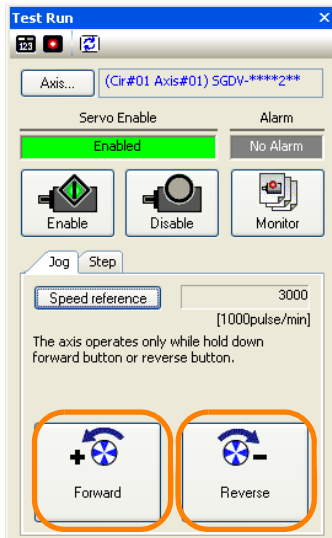 Test Run
123
Axis... (Cir#01 Axis#01) SGDV-****2**
Servo Enable Alarm
Enabled No Alarm
Enable Disable Monitor
Jog Step
Speed reference 3000
[1000pulse/min]
The axis operates only while hold down
forward button or reverse button.
+ -
Forward Reverse